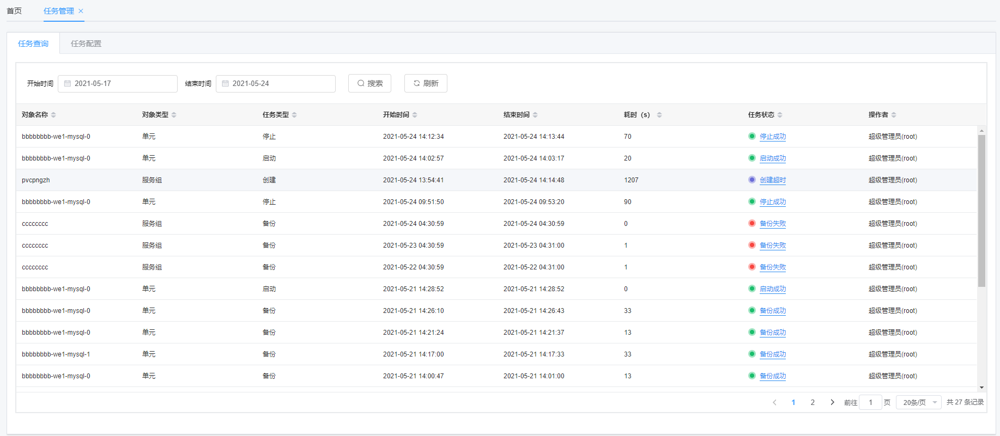 首页 任务管理
任务查询 任务配置
开始时间 2021-05-17 结束时间 2021-05-24 搜索 刷新
对象名称 对象类型 任务类型 开始时间 结束时间 耗时（s） 任务状态 操作者
bbbbbbbb-we1-mysql-0 单元 停止 2021-05-24 14:12:34 2021-05-24 14:13:44 70 停止成功 超级管理员(root)
bbbbbbbb-we1-mysql-0 单元 启动 2021-05-24 14:02:57 2021-05-24 14:03:17 20 启动成功 超级管理员(root)
pvcpngzh 服务组 创建 2021-05-24 13:54:41 2021-05-24 14:14:48 1207 创建超时 超级管理员(root)
bbbbbbbb-we1-mysql-0 单元 停止 2021-05-24 09:51:50 2021-05-24 09:53:20 90 停止成功 超级管理员(root)
cccccccc 服务组 备份 2021-05-24 04:30:59 2021-05-24 04:30:59 0 备份失败 超级管理员(root)
cccccccc 服务组 备份 2021-05-23 04:30:59 2021-05-23 04:31:00 1 备份失败 超级管理员(root)
cccccccc 服务组 备份 2021-05-22 04:30:59 2021-05-22 04:31:00 1 备份失败 超级管理员(root)
bbbbbbbb-we1-mysql-0 单元 启动 2021-05-21 14:28:52 2021-05-21 14:28:52 0 启动成功 超级管理员(root)
bbbbbbbb-we1-mysql-0 单元 备份 2021-05-21 14:26:10 2021-05-21 14:26:43 33 备份成功 超级管理员(root)
bbbbbbbb-we1-mysql-0 单元 备份 2021-05-21 14:21:24 2021-05-21 14:21:37 13 备份成功 超级管理员(root)
bbbbbbbb-we1-mysql-1 单元 备份 2021-05-21 14:17:00 2021-05-21 14:17:33 33 备份成功 超级管理员(root)
bbbbbbbb-we1-mysql-0 单元 备份 2021-05-21 14:00:47 2021-05-21 14:01:00 13 备份成功 超级管理员(root)
1 2 前往 1 页 20条/页 共 27 条记录